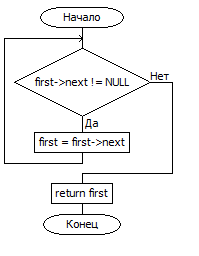 Начало
first->next != NULL
Нет
Да
first = first->next
return first
Конец